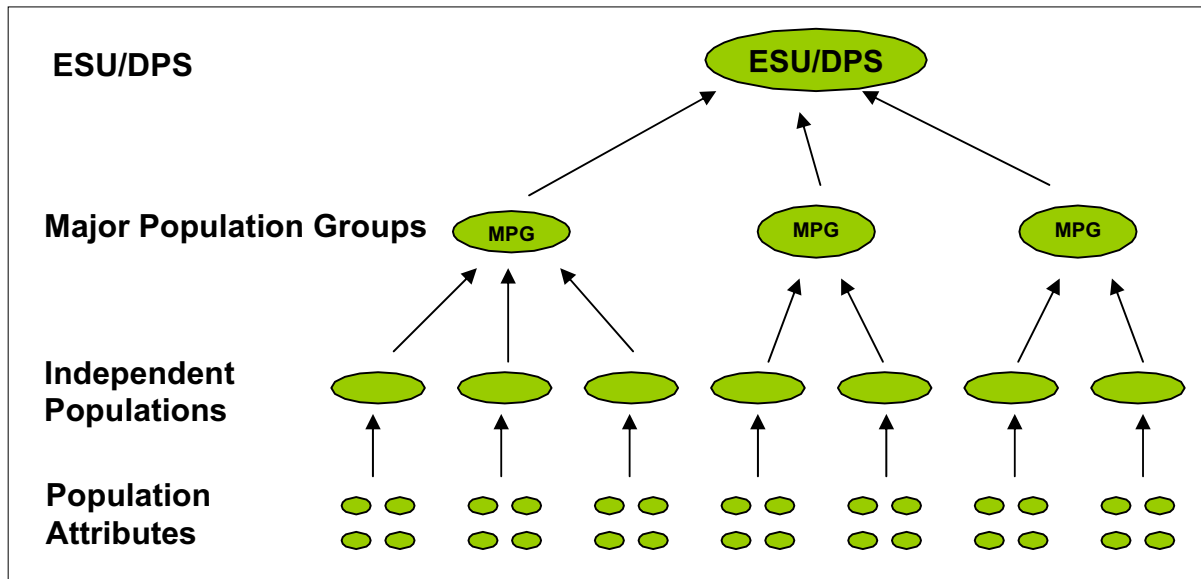 ESU/DPS
ESU/DPS
Major Population Groups
MPG
MPG
MPG
Independent
Populations
Population
Attributes